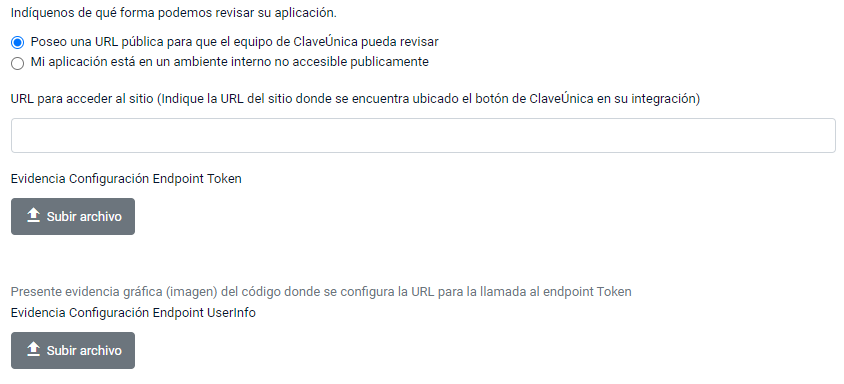 Indíquenos de qué forma podemos revisar su aplicación.
Poseo una URL pública para que el equipo de ClaveÚnica pueda revisar
Mi aplicación está en un ambiente interno no accesible publicamente
URL para acceder al sitio (Indique la URL del sitio donde se encuentra ubicado el botón de ClaveÚnica en su integración)
Evidencia Configuración Endpoint Token
Subir archivo
Presente evidencia gráfica (imagen) del código donde se configura la URL para la llamada al endpoint Token
Evidencia Configuración Endpoint UserInfo
Subir archivo